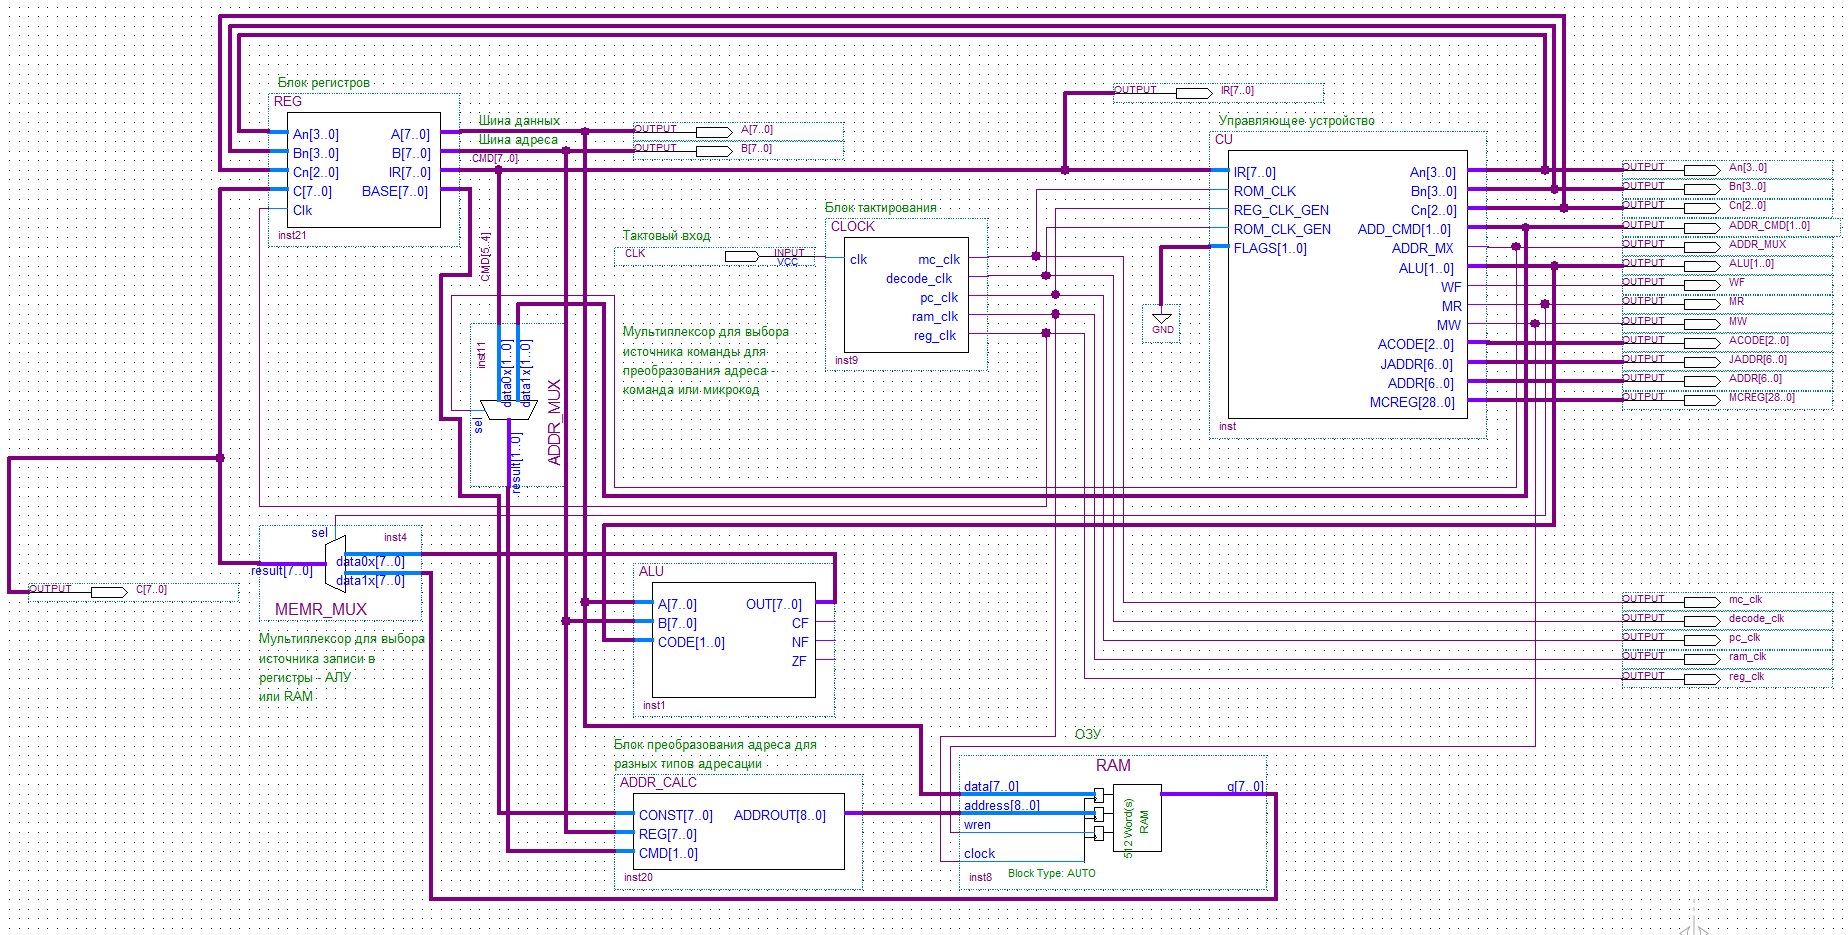 Блок регистров
REG
An[3..0]
Bn[3..0]
Cn[2..0]
C[7..0]
Clk
A[7..0]
B[7..0]
IR[7..0]
BASE[7..0]
inst21
Шина данных
Шина адреса
CMD[7..0]
CMD[5..4]
OUTPUT
A[7..0]
OUTPUT
B[7..0]
OUTPUT
IR[7..0]
Тактовый вход
CLK
INPUT
VCC
Блок тактирования
CLOCK
clk
mc_clk
decode_clk
pc_clk
ram_clk
reg_clk
inst9
Управляющее устройство
CU
IR[7..0]
ROM_CLK
REG_CLK_GEN
ROM_CLK_GEN
FLAGS[1..0]
An[3..0]
Bn[3..0]
Cn[2..0]
ADD_CMD[1..0]
ADDR_MX
ALU[1..0]
WF
MR
MW
ACODE[2..0]
JADDR[6..0]
ADDR[6..0]
MCREG[28..0]
inst
GND
OUTPUT
An[3..0]
OUTPUT
Bn[3..0]
OUTPUT
Cn[2..0]
OUTPUT
ADDR_CMD[1..0]
OUTPUT
ADDR_MUX
OUTPUT
ALU[1..0]
OUTPUT
WF
OUTPUT
MR
OUTPUT
MW
OUTPUT
ACODE[2..0]
OUTPUT
JADDR[6..0]
OUTPUT
ADDR[6..0]
OUTPUT
MCREG[28..0]
inst11
data0x[1..0]
data1x[1..0]
sel
result[1..0]
ADDR_MUX
Мультиплексор для выбора
источника команды для
преобразования адреса -
команда или микрокод
sel
inst4
data0x[7..0]
data1x[7..0]
result[7..0]
MEMR_MUX
OUTPUT
C[7..0]
Мультиплексор для выбора
источника записи в
регистры - АЛУ
или RAM
ALU
A[7..0]
B[7..0]
CODE[1..0]
OUT[7..0]
CF
NF
ZF
inst1
OUTPUT
mc_clk
OUTPUT
decode_clk
OUTPUT
pc_clk
OUTPUT
ram_clk
OUTPUT
reg_clk
Блок преобразования адреса для
разных типов адресации
ADDR_CALC
CONST[7..0]
REG[7..0]
CMD[1..0]
ADDROUT[8..0]
inst20
ОЗУ
RAM
data[7..0]
address[8..0]
wren
clock
q[7..0]
512 Word(s)
RAM
inst8
Block Type: AUTO